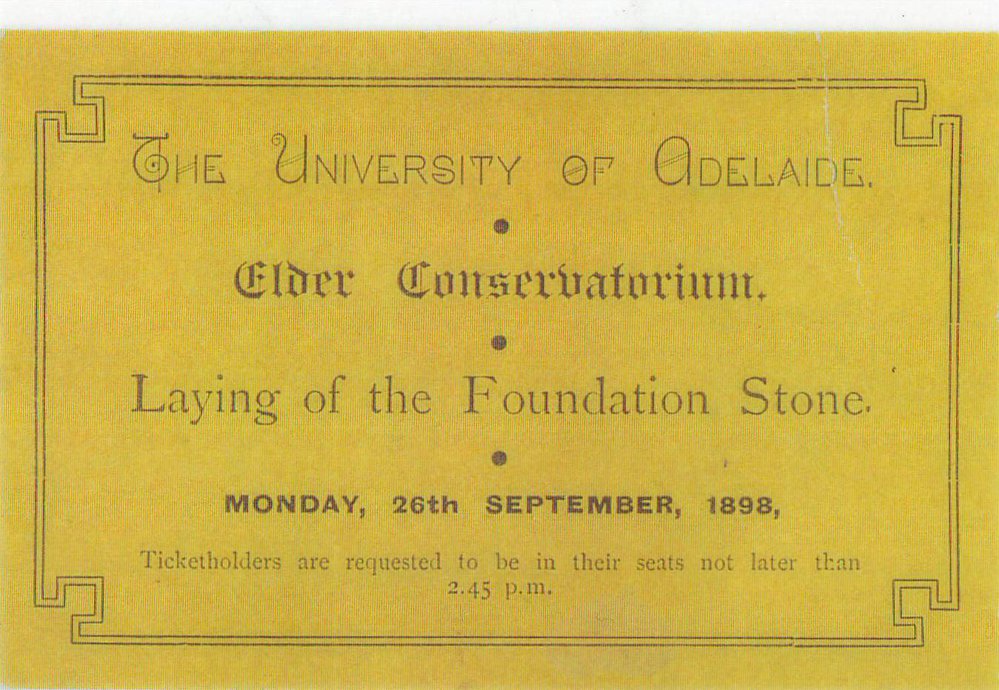 The University of Adelaide.
Elder Conservatorium.
Laying of the Foundation Stone.
MONDAY, 26th SEPTEMBER, 1898,
Ticketholders are requested to be in their seats not later than
2.45 p.m.